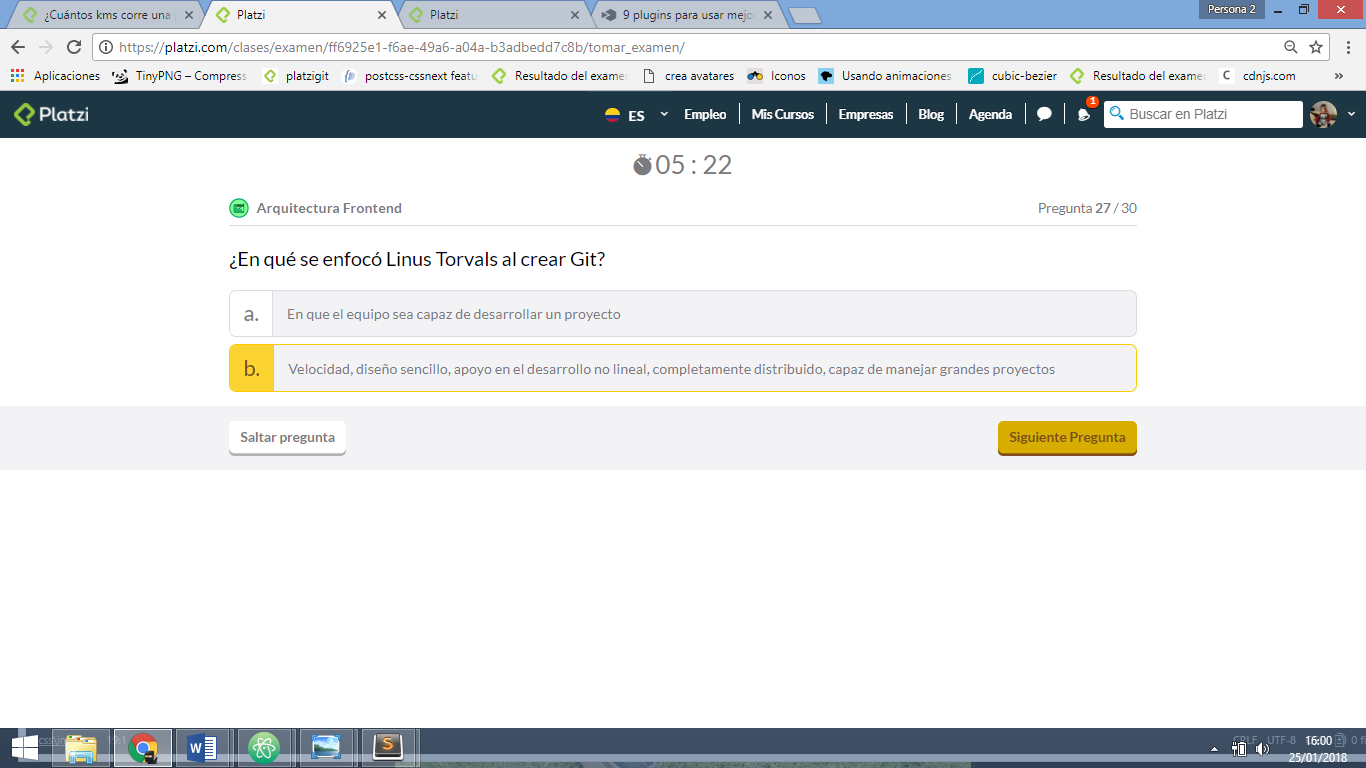 ¿Cuántos kms corre una
Platzi
Platzi
9 plugins para usar mejo
Persona 2
https://platzi.com/clases/examen/ff6925e1-f6ae-49a6-a04a-b3adbedd7c8b/tomar_examen/
Aplicaciones
TinyPNG – Compress
platzigit
postcss-cssnext featu
Resultado del examen
crea avatares
Iconos
Usando animaciones
cubic-bezier
Resultado del examen
cdnjs.com
»
Platzi
ES
Empleo
Mis Cursos
Empresas
Blog
Agenda
1
Buscar en Platzi
05 : 22
Arquitectura Frontend
Pregunta 27 / 30
¿En qué se enfocó Linus Torvals al crear Git?
a. En que el equipo sea capaz de desarrollar un proyecto
b. Velocidad, diseño sencillo, apoyo en el desarrollo no lineal, completamente distribuido, capaz de manejar grandes proyectos
Saltar pregunta
Siguiente Pregunta
CRLF UTF-8
16:00
25/01/2018